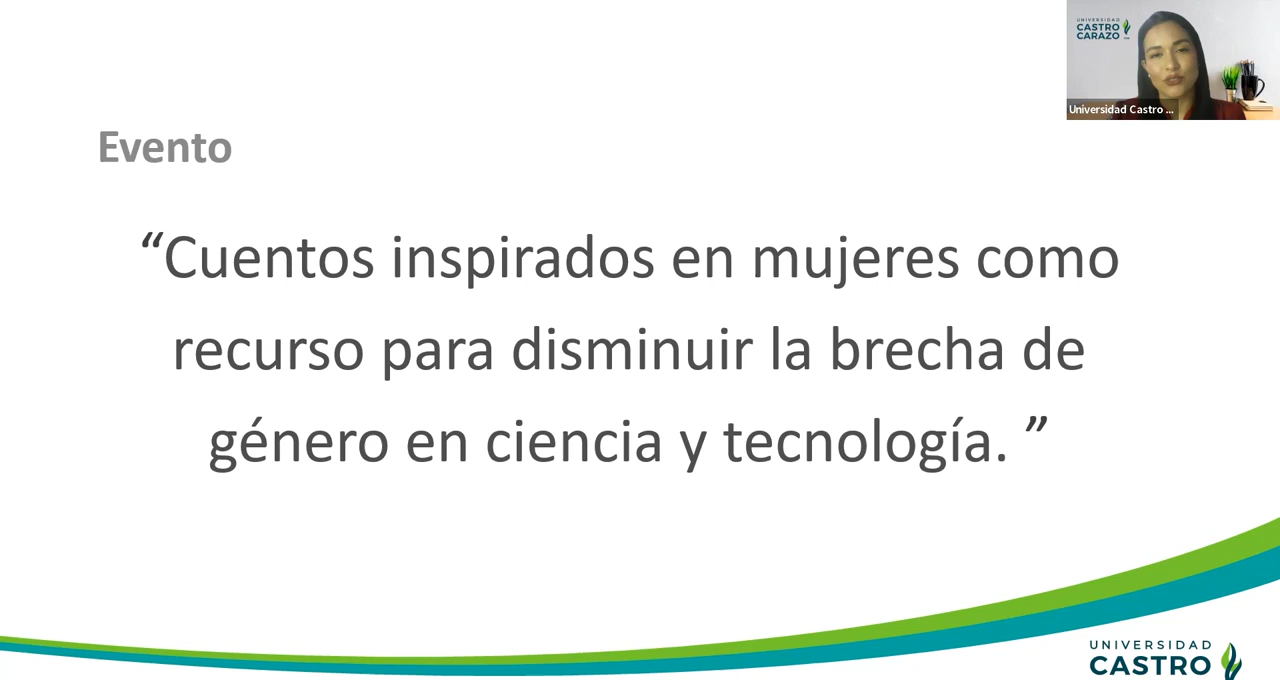 UNIVERSIDAD
CASTRO
CARAZO
Universidad Castro ...
Evento
“Cuentos inspirados en mujeres como
recurso para disminuir la brecha de
género en ciencia y tecnología. ”
UNIVERSIDAD
CASTRO